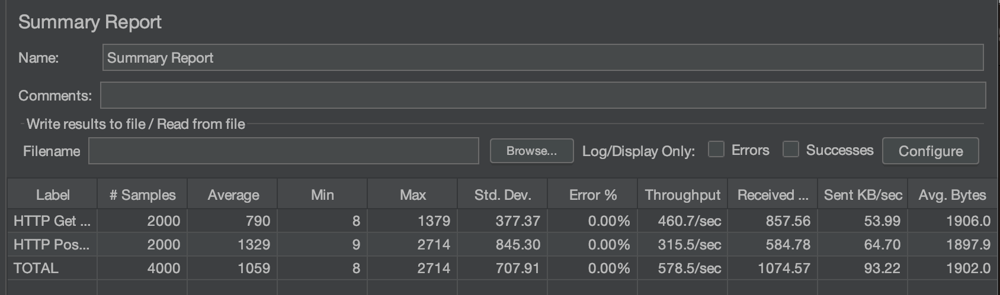 Summary Report
Name: Summary Report
Comments:
Write results to file / Read from file
Filename Browse... Log/Display Only: Errors Successes Configure
Label # Samples Average Min Max Std. Dev. Error % Throughput Received ... Sent KB/sec Avg. Bytes
HTTP Get ... 2000 790 8 1379 377.37 0.00% 460.7/sec 857.56 53.99 1906.0
HTTP Pos... 2000 1329 9 2714 845.30 0.00% 315.5/sec 584.78 64.70 1897.9
TOTAL 4000 1059 8 2714 707.91 0.00% 578.5/sec 1074.57 93.22 1902.0